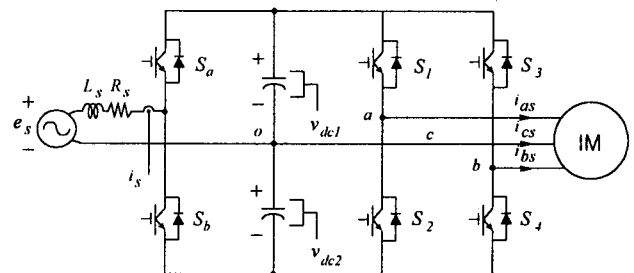 +
+
S_a
S_1
S_3
L_s R_s
−
i_as
+
v_dc1
a
i_cs
e_s
IM
o
c
−
i_bs
b
i_s
+
S_b
S_2
S_4
−
v_dc2